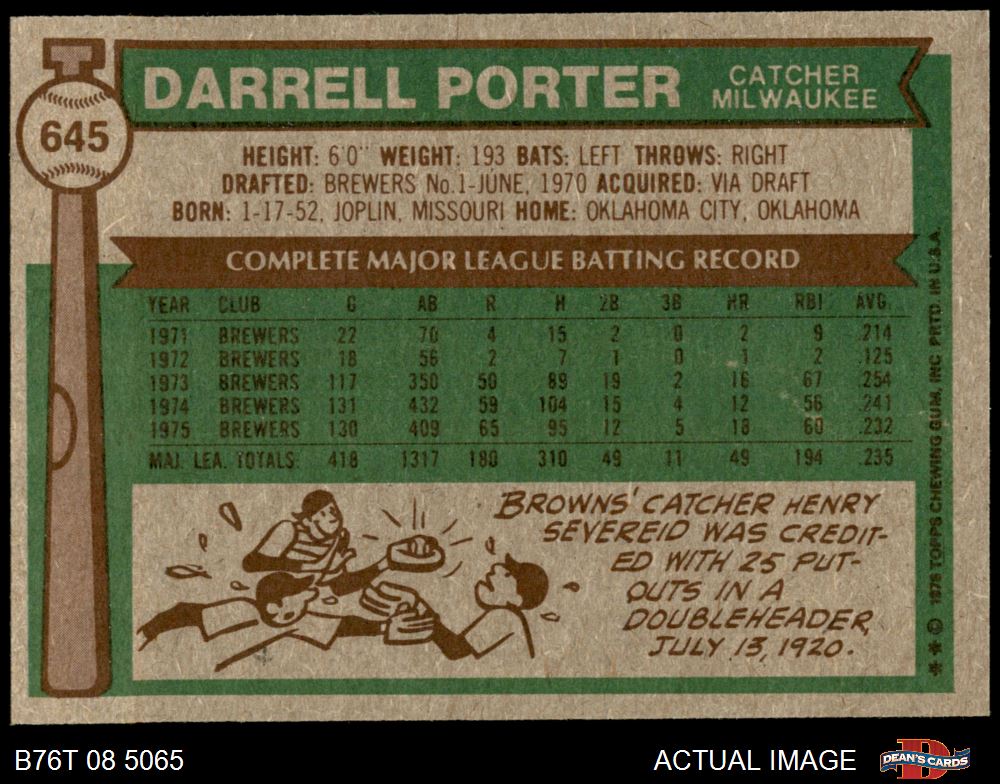 645
DARRELL PORTER
CATCHER
MILWAUKEE
HEIGHT: 6'0" WEIGHT: 193 BATS: LEFT THROWS: RIGHT
DRAFTED: BREWERS No.1-JUNE, 1970 ACQUIRED: VIA DRAFT
BORN: 1-17-52, JOPLIN, MISSOURI HOME: OKLAHOMA CITY, OKLAHOMA
COMPLETE MAJOR LEAGUE BATTING RECORD
YEAR CLUB G AB R H 2B 3B HR RBI AVG.
1971 BREWERS 22 70 4 15 2 0 2 9 .214
1972 BREWERS 18 56 2 7 1 0 1 2 .125
1973 BREWERS 117 350 50 89 19 2 16 67 .254
1974 BREWERS 131 432 59 104 15 4 12 56 .241
1975 BREWERS 130 409 65 95 12 5 18 60 .232
MAJ. LEA. TOTALS 418 1317 180 310 49 11 49 194 .235
BROWNS' CATCHER HENRY
SEVEREID WAS CREDIT-
ED WITH 25 PUT-
OUTS IN A
DOUBLEHEADER,
JULY 13, 1920.
** © 1976 TOPPS CHEWING GUM, INC. PRTD. IN U.S.A.
B76T 08 5065
ACTUAL IMAGE
D
DEAN'S CARDS